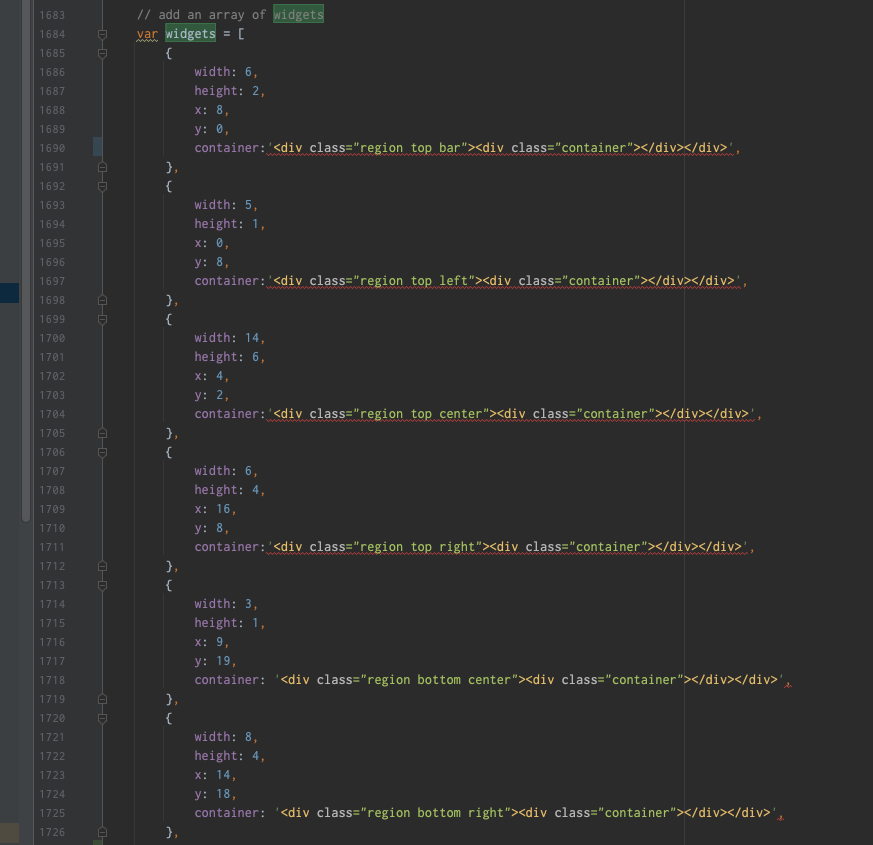 1683 // add an array of widgets
1684 var widgets = [
1685 {
1686 width: 6,
1687 height: 2,
1688 x: 8,
1689 y: 0,
1690 container:'<div class="region top bar"><div class="container"></div></div>',
1691 },
1692 {
1693 width: 5,
1694 height: 1,
1695 x: 0,
1696 y: 8,
1697 container:'<div class="region top left"><div class="container"></div></div>',
1698 },
1699 {
1700 width: 14,
1701 height: 6,
1702 x: 4,
1703 y: 2,
1704 container:'<div class="region top center"><div class="container"></div></div>',
1705 },
1706 {
1707 width: 6,
1708 height: 4,
1709 x: 16,
1710 y: 8,
1711 container:'<div class="region top right"><div class="container"></div></div>',
1712 },
1713 {
1714 width: 3,
1715 height: 1,
1716 x: 9,
1717 y: 19,
1718 container: '<div class="region bottom center"><div class="container"></div></div>',
1719 },
1720 {
1721 width: 8,
1722 height: 4,
1723 x: 14,
1724 y: 18,
1725 container: '<div class="region bottom right"><div class="container"></div></div>',
1726 },